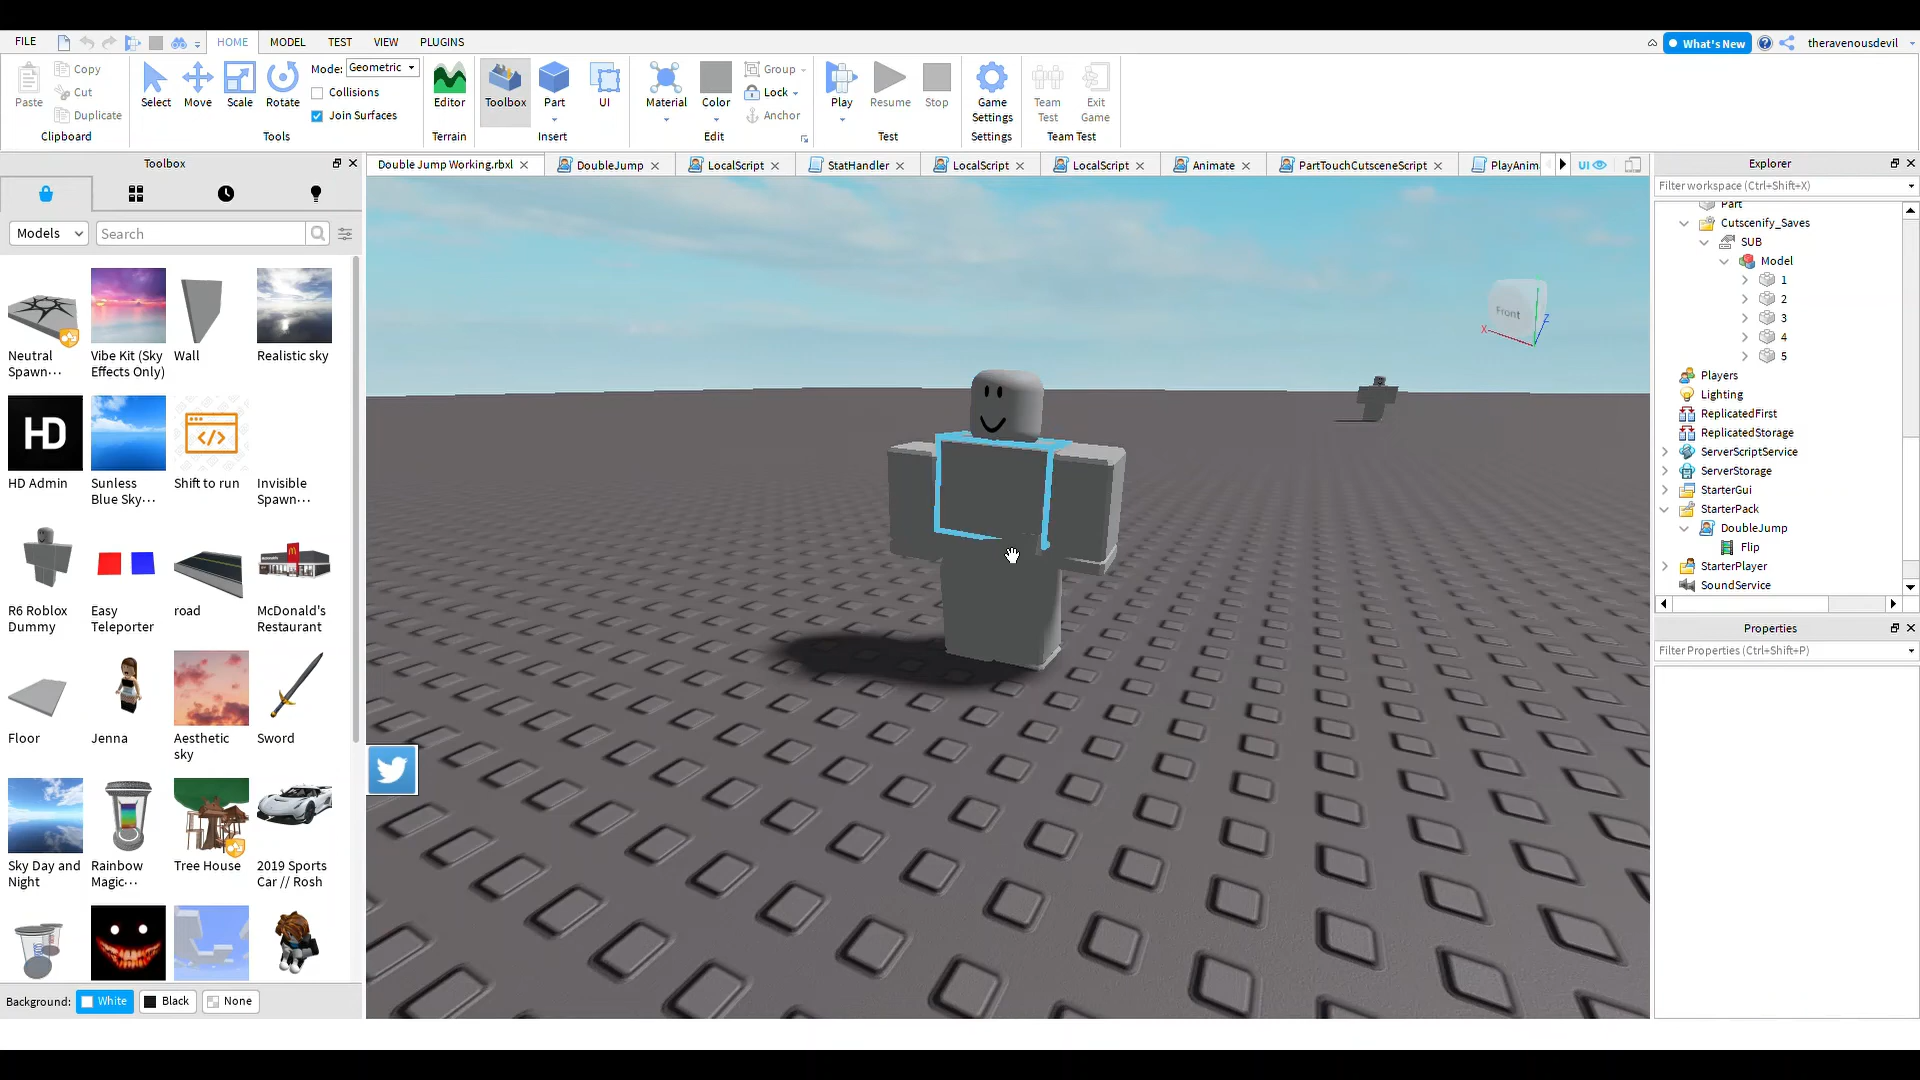 FILE
HOME
MODEL
TEST
VIEW
PLUGINS
What's New
theravenousdevil
Paste
Copy
Cut
Duplicate
Clipboard
Select
Move
Scale
Rotate
Mode: Geometric
Collisions
Join Surfaces
Tools
Editor
Terrain
Toolbox
Part
UI
Insert
Material
Color
Group
Lock
Anchor
Edit
Play
Resume
Stop
Test
Game
Settings
Settings
Team
Test
Exit
Game
Team Test
Toolbox
Double Jump Working.rbxl
DoubleJump
LocalScript
StatHandler
LocalScript
LocalScript
Animate
PartTouchCutsceneScript
PlayAnim
UI
Models
Search
Neutral
Spawn...
Vibe Kit (Sky
Effects Only)
Wall
Realistic sky
HD
HD Admin
Sunless
Blue Sky...
Shift to run
Invisible
Spawn...
R6 Roblox
Dummy
Easy
Teleporter
road
McDonald's
Restaurant
Floor
Jenna
Aesthetic
sky
Sword
Sky Day and
Night
Rainbow
Magic...
Tree House
2019 Sports
Car // Rosh
Background:
White
Black
None
Front
X
Z
Explorer
Filter workspace (Ctrl+Shift+X)
Part
Cutscenify_Saves
SUB
Model
1
2
3
4
5
Players
Lighting
ReplicatedFirst
ReplicatedStorage
ServerScriptService
ServerStorage
StarterGui
StarterPack
DoubleJump
Flip
StarterPlayer
SoundService
Properties
Filter Properties (Ctrl+Shift+P)